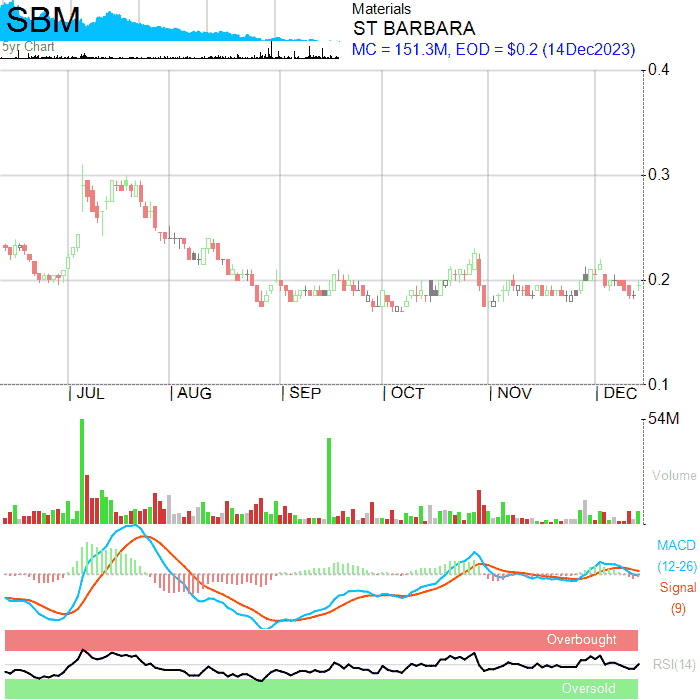 SBM
5yr Chart
Materials
ST BARBARA
MC = 151.3M, EOD = $0.2 (14Dec2023)
0.4
0.3
0.2
0.1
JUL AUG SEP OCT NOV DEC
54M
Volume
MACD
(12-26)
Signal
(9)
Overbought
RSI(14)
Oversold